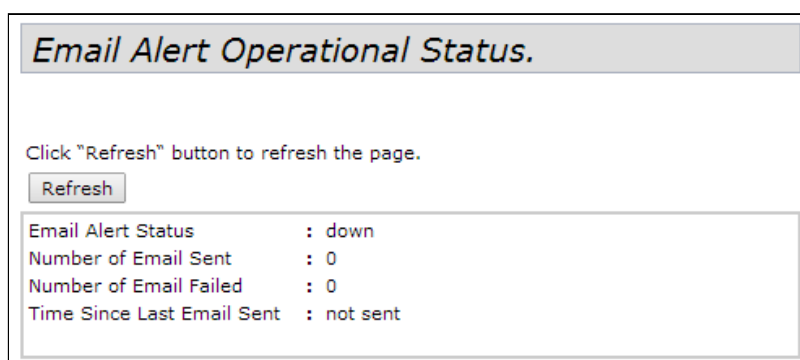 Email Alert Operational Status.
Click "Refresh" button to refresh the page.
Refresh
Email Alert Status : down
Number of Email Sent : 0
Number of Email Failed : 0
Time Since Last Email Sent : not sent